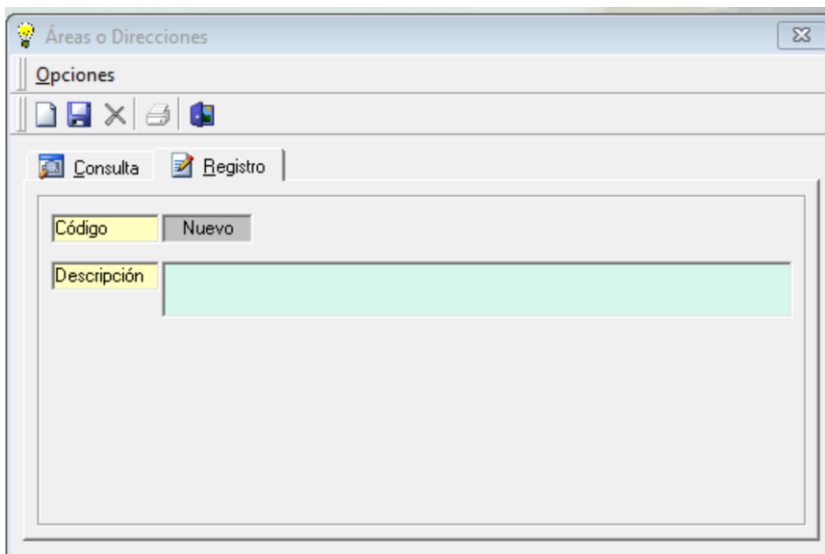 Áreas o Direcciones
Opciones
Consulta Registro
Código Nuevo
Descripción